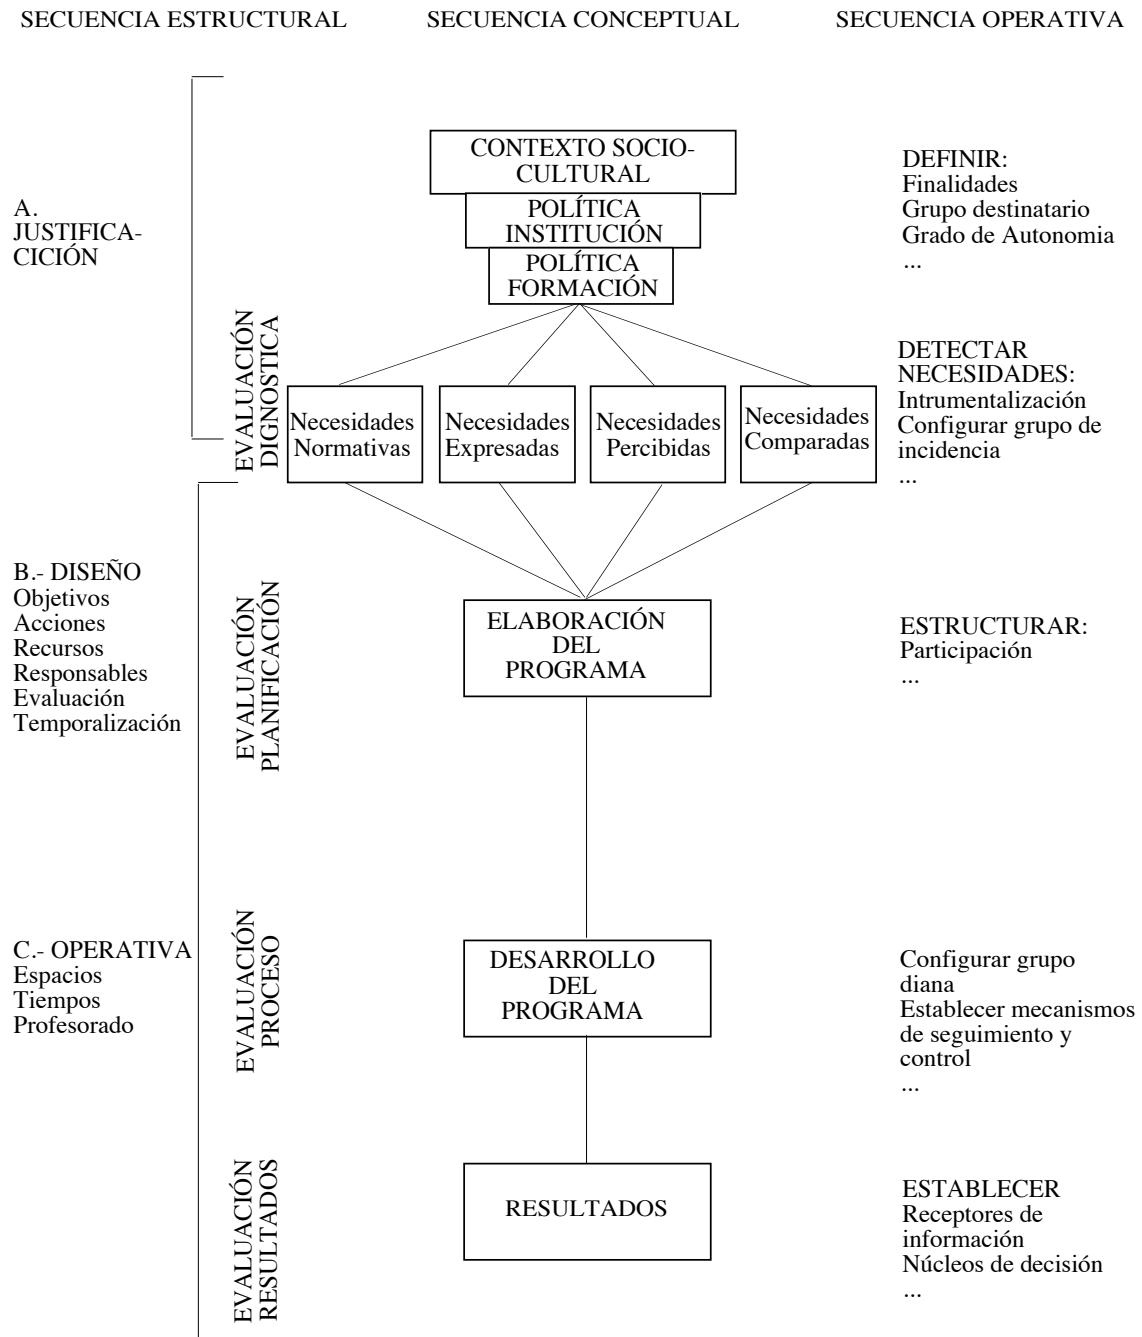 SECUENCIA ESTRUCTURAL
SECUENCIA CONCEPTUAL
SECUENCIA OPERATIVA
A.
JUSTIFICA-
CICIÓN
CONTEXTO SOCIO-
CULTURAL
POLÍTICA
INSTITUCIÓN
POLÍTICA
FORMACIÓN
DEFINIR:
Finalidades
Grupo destinatario
Grado de Autonomia
...
EVALUACIÓN
DIGNOSTICA
Necesidades
Normativas
Necesidades
Expresadas
Necesidades
Percibidas
Necesidades
Comparadas
DETECTAR
NECESIDADES:
Intrumentalización
Configurar grupo de
incidencia
...
B.- DISEÑO
Objetivos
Acciones
Recursos
Responsables
Evaluación
Temporalización
EVALUACIÓN
PLANIFICACIÓN
ELABORACIÓN
DEL
PROGRAMA
ESTRUCTURAR:
Participación
...
C.- OPERATIVA
Espacios
Tiempos
Profesorado
EVALUACIÓN
PROCESO
DESARROLLO
DEL
PROGRAMA
Configurar grupo
diana
Establecer mecanismos
de seguimiento y
control
...
EVALUACIÓN
RESULTADOS
RESULTADOS
ESTABLECER
Receptores de
información
Núcleos de decisión
...